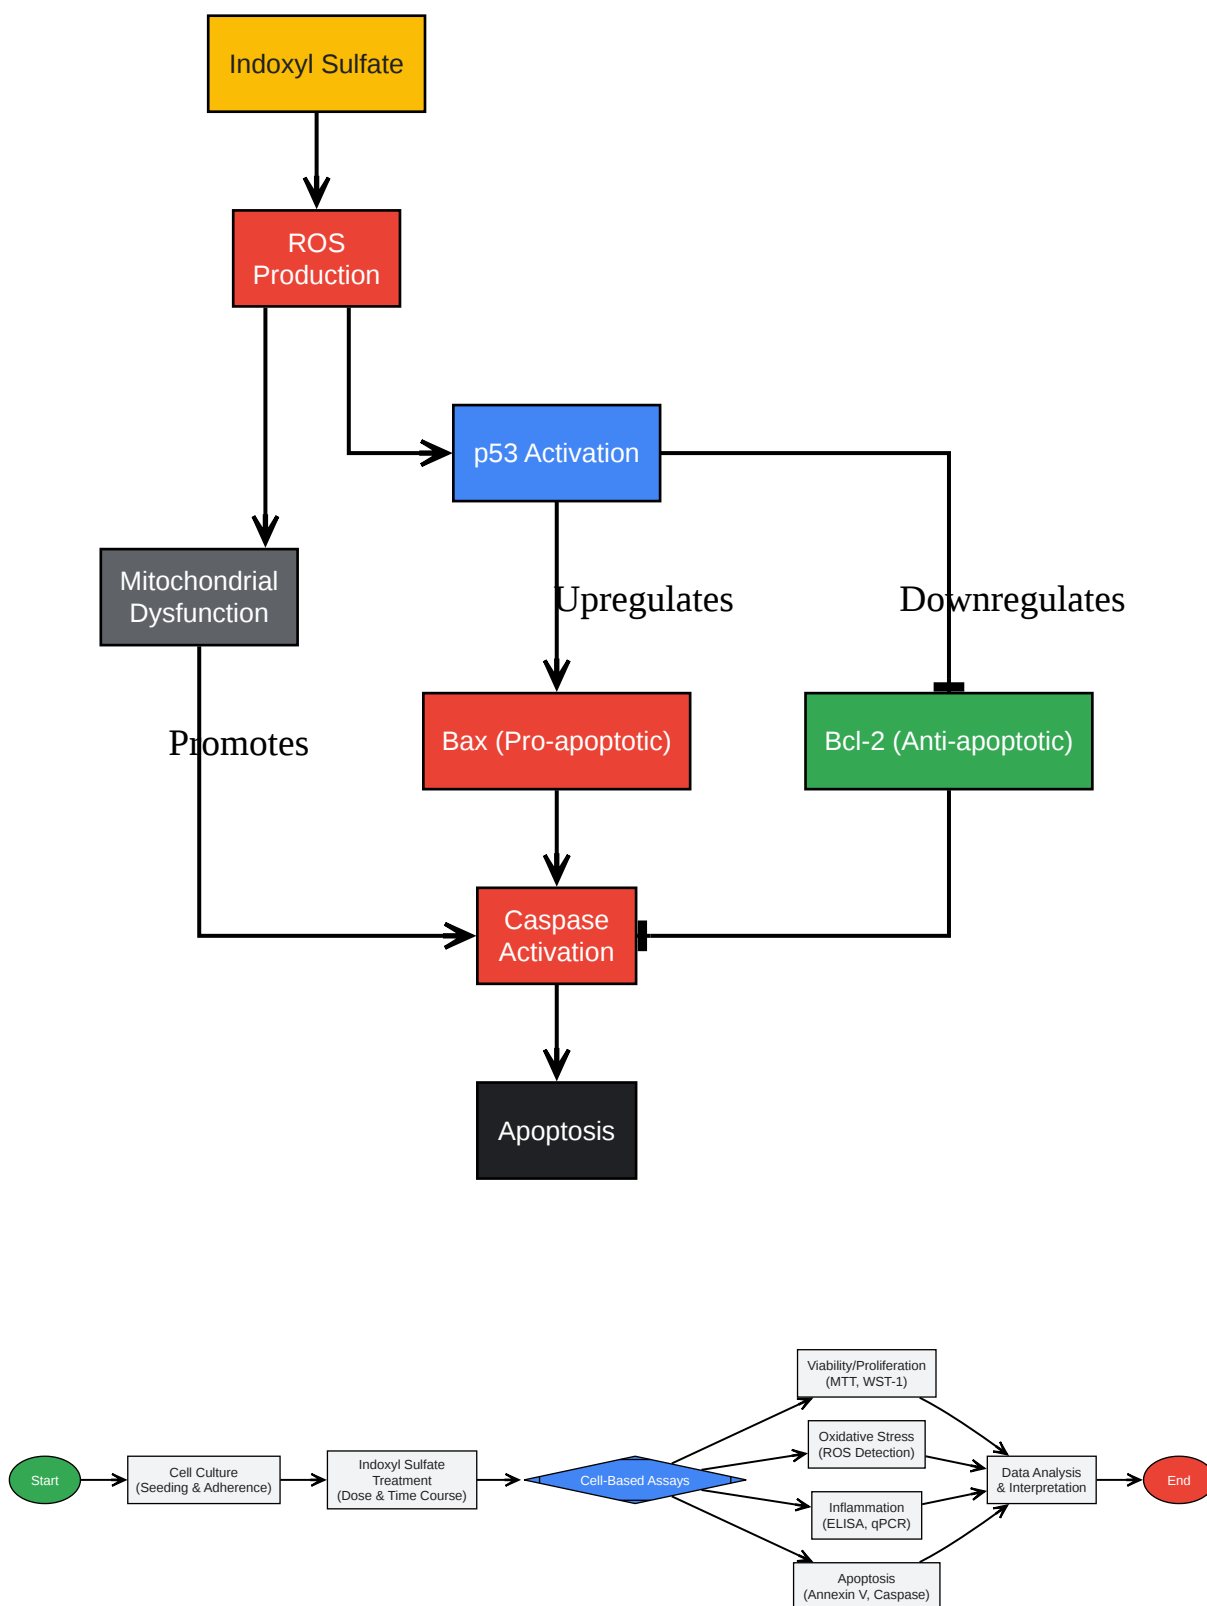 Indoxyl Sulfate
ROS
Production
p53 Activation
Mitochondrial
Dysfunction
Upregulates
Downregulates
Promotes
Bax (Pro-apoptotic)
Bcl-2 (Anti-apoptotic)
Caspase
Activation
Apoptosis
Start
Cell Culture
(Seeding & Adherence)
Indoxyl Sulfate
Treatment
(Dose & Time Course)
Cell-Based Assays
Viability/Proliferation
(MTT, WST-1)
Oxidative Stress
(ROS Detection)
Inflammation
(ELISA, qPCR)
Apoptosis
(Annexin V, Caspase)
Data Analysis
& Interpretation
End